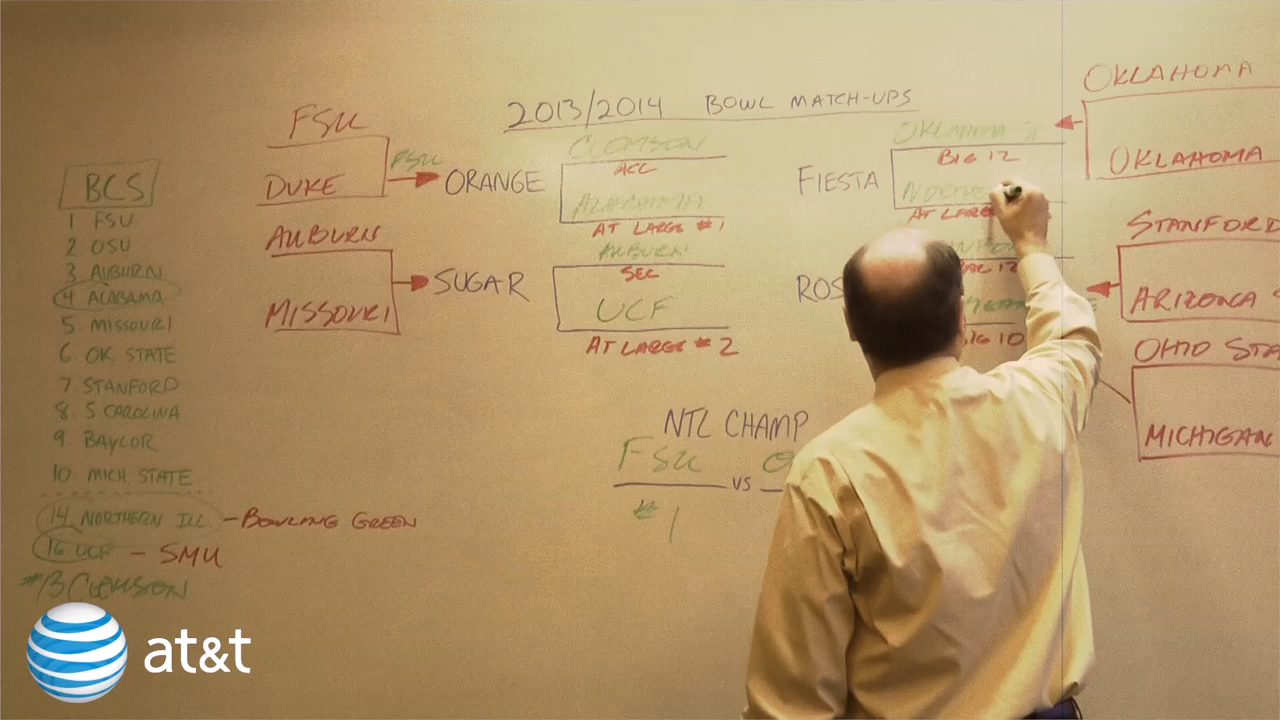 2013/2014 BOWL MATCH-UPS
BCS
1 FSU
2 OSU
3 AUBURN
4 ALABAMA
5. MISSOURI
6 OK. STATE
7 STANFORD
8 S. CAROLINA
9 BAYLOR
10 MICH STATE
14 NORTHERN ILL - BOWLING GREEN
16 UCF - SMU
#13 CLEMSON
FSU
DUKE
FSU
AUBURN
MISSOURI
ORANGE
CLEMSON
ACC
ALABAMA
AT LARGE #1
SUGAR
AUBURN
SEC
UCF
AT LARGE #2
FIESTA
OKLAHOMA
BIG 12
AT LARGE
ROS
PAC 12
BIG 10
OKLAHOMA
OKLAHOMA
STANFORD
ARIZONA S
OHIO STA
MICHIGAN
NTL CHAMP
FSU
VS
#1
at&t